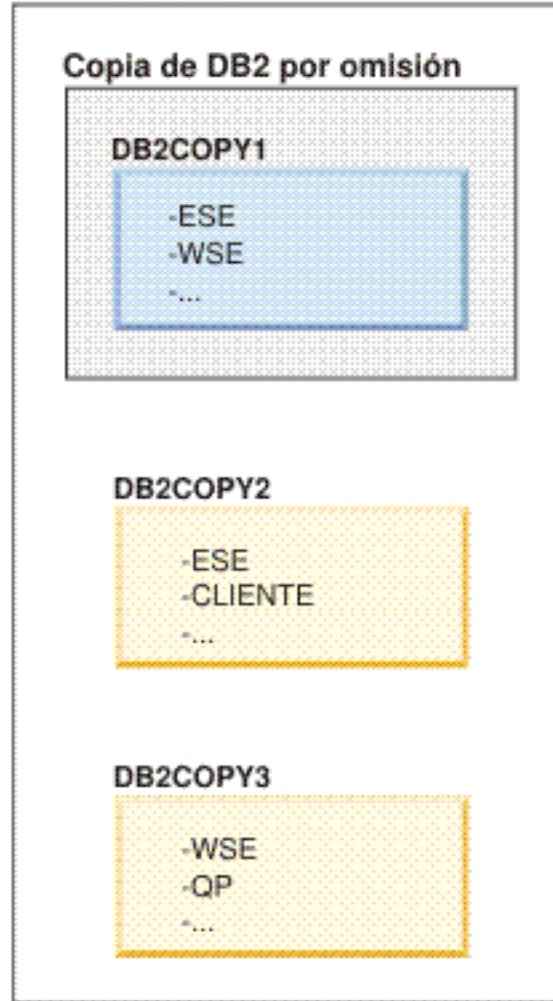 Copia de DB2 por omisión
DB2COPY1
-ESE
-WSE
-...
DB2COPY2
-ESE
-CLIENTE
-...
DB2COPY3
-WSE
-QP
-...